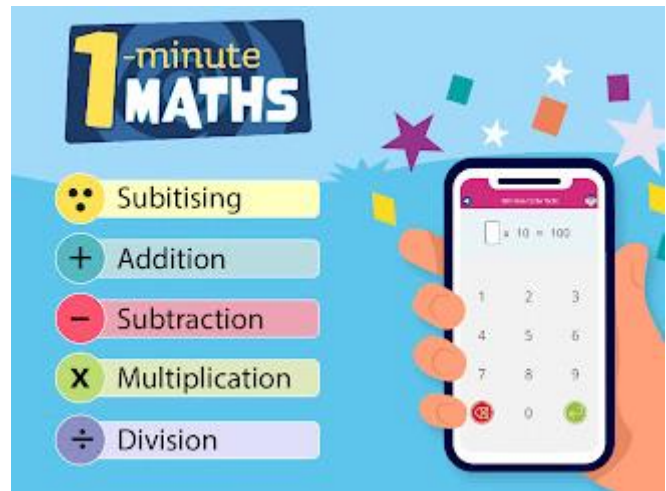 1-minute
MATHS
Subitising
+ Addition
- Subtraction
x Multiplication
÷ Division
x 10 = 100
1 2 3
4 5 6
7 8 9
0